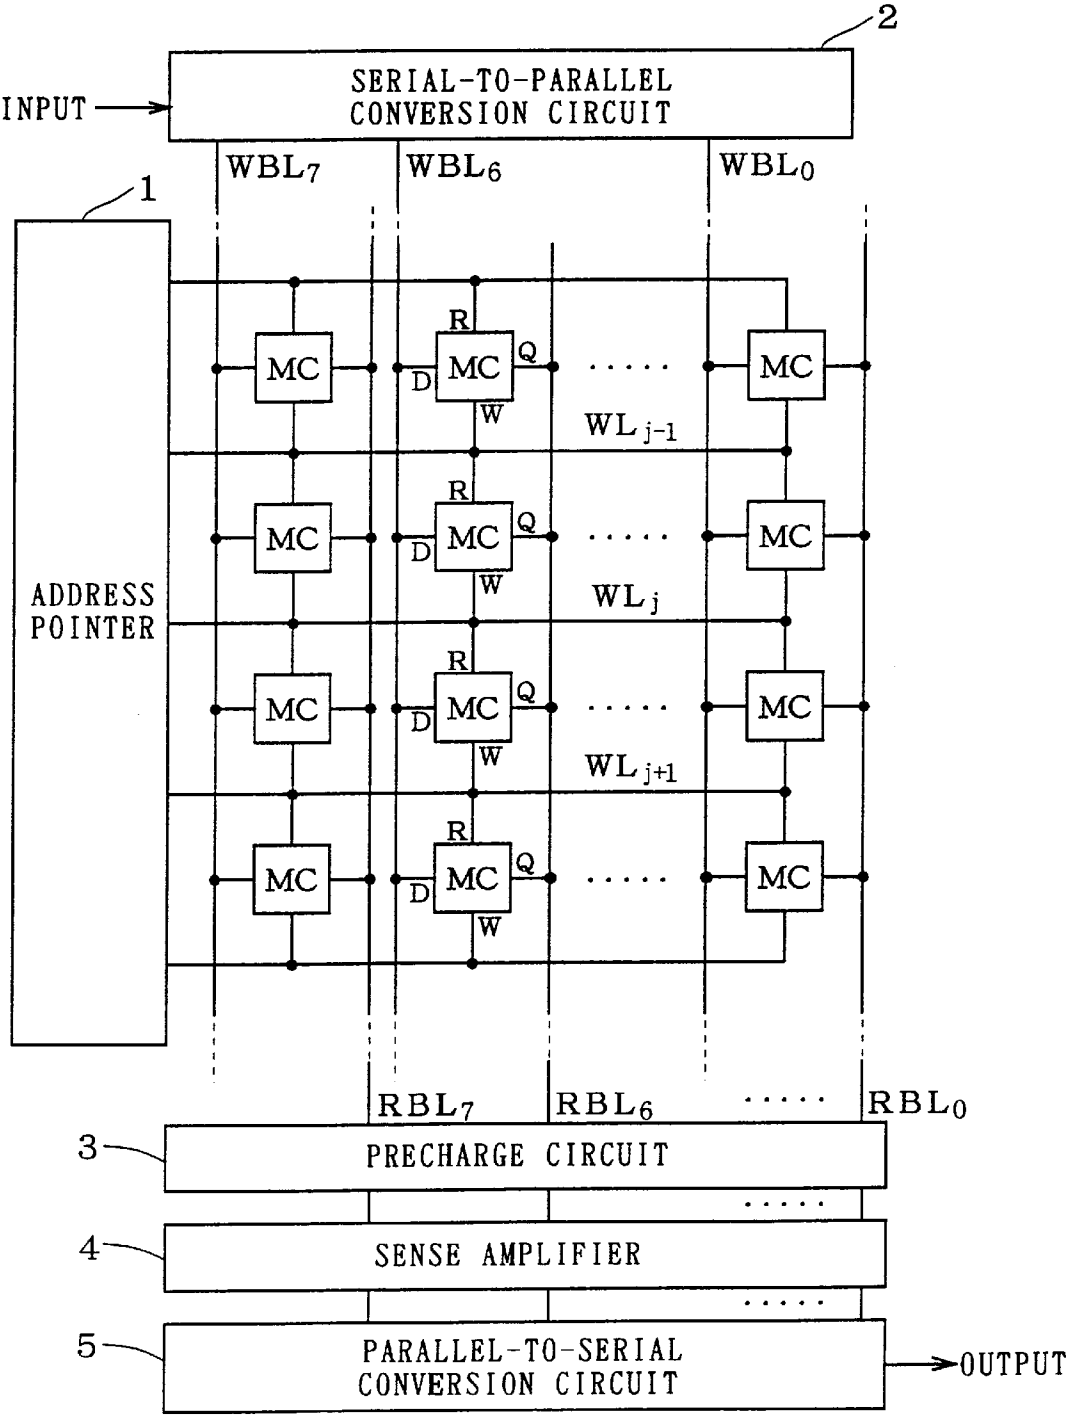 2
SERIAL-TO-PARALLEL
CONVERSION CIRCUIT
INPUT
WBL7 WBL6 WBL0
1
R
MC D MC Q ..... MC
W
WLj-1
R
MC D MC Q ..... MC
W
WLj
ADDRESS
POINTER
R
MC D MC Q ..... MC
W
WLj+1
R
MC D MC Q ..... MC
W
RBL7 RBL6 ..... RBL0
3 PRECHARGE CIRCUIT
.....
4 SENSE AMPLIFIER
.....
5 PARALLEL-TO-SERIAL
CONVERSION CIRCUIT
OUTPUT